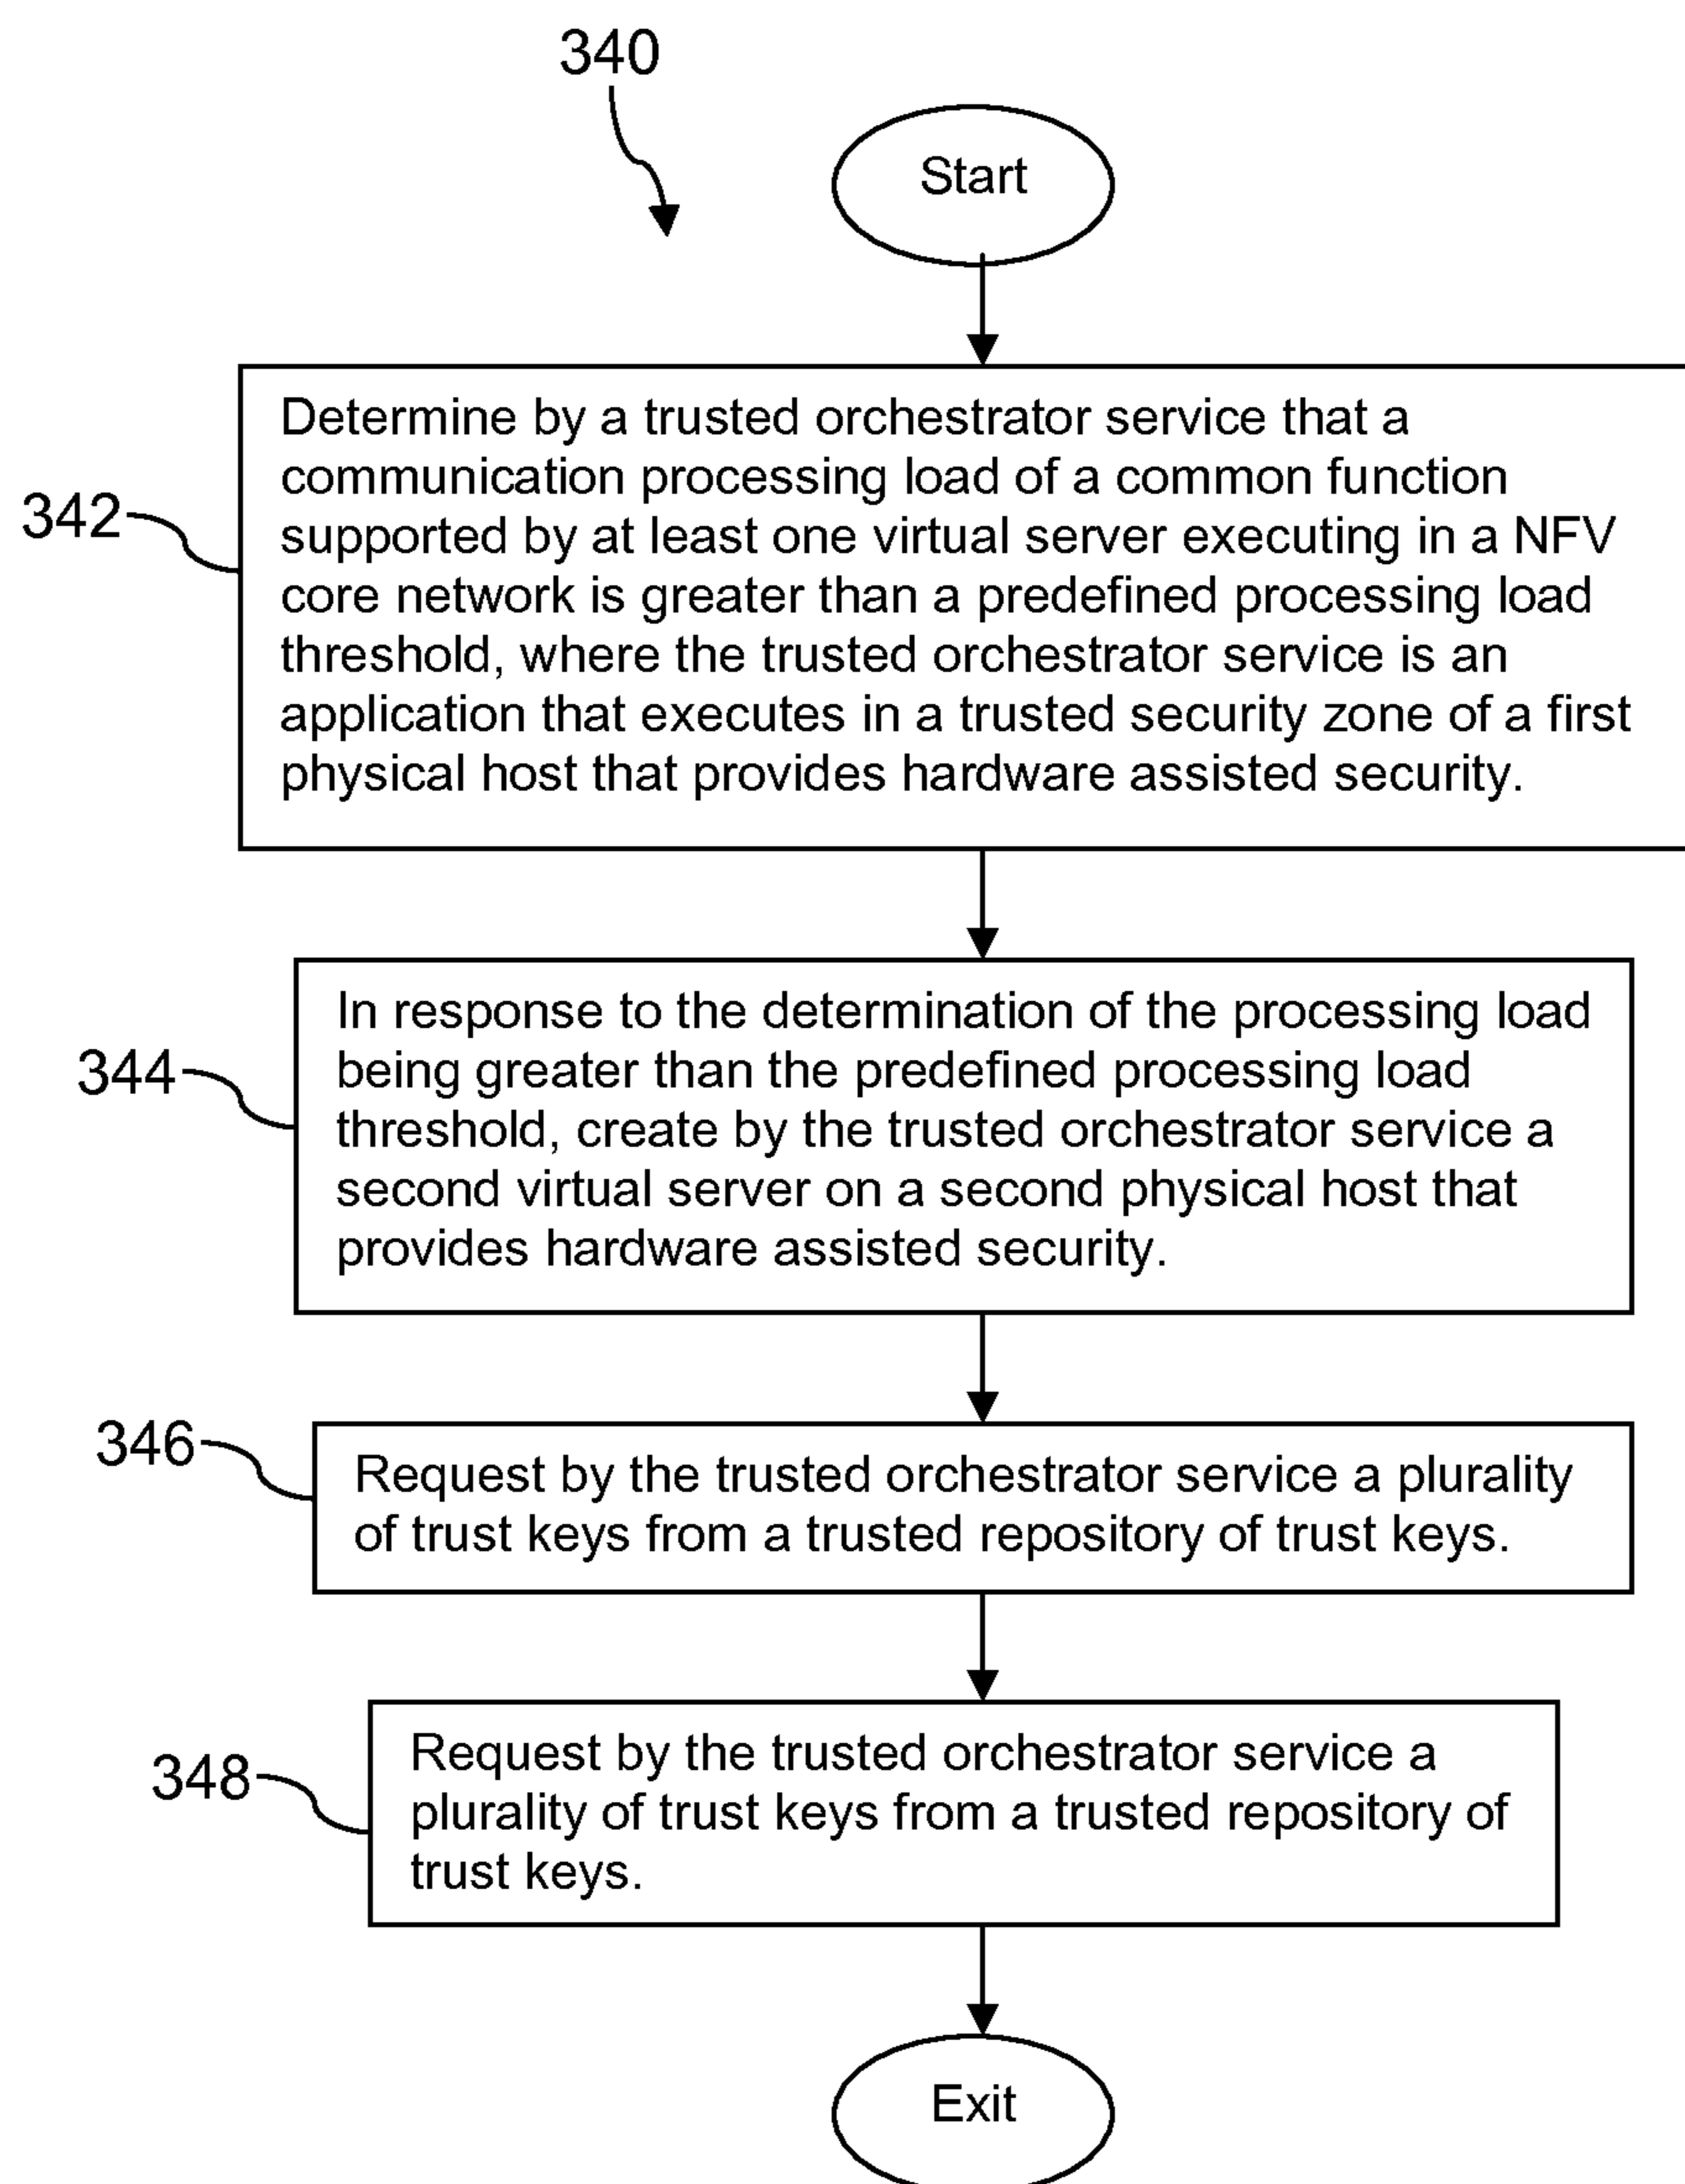 340
Start
342
Determine by a trusted orchestrator service that a
communication processing load of a common function
supported by at least one virtual server executing in a NFV
core network is greater than a predefined processing load
threshold, where the trusted orchestrator service is an
application that executes in a trusted security zone of a first
physical host that provides hardware assisted security.
344
In response to the determination of the processing load
being greater than the predefined processing load
threshold, create by the trusted orchestrator service a
second virtual server on a second physical host that
provides hardware assisted security.
346
Request by the trusted orchestrator service a plurality
of trust keys from a trusted repository of trust keys.
348
Request by the trusted orchestrator service a
plurality of trust keys from a trusted repository of
trust keys.
Exit